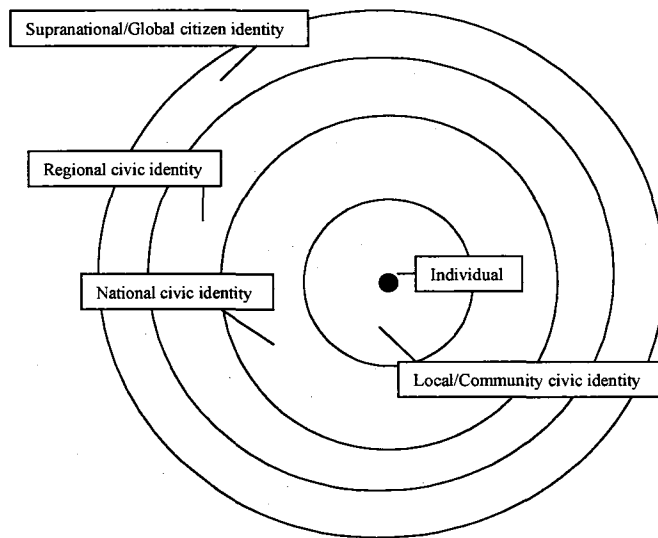 Supranational/Global citizen identity
Regional civic identity
Individual
National civic identity
Local/Community civic identity